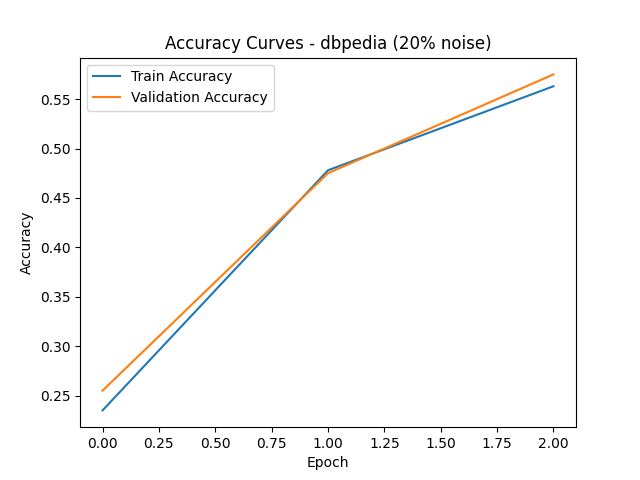 Accuracy Curves - dbpedia (20% noise)
Train Accuracy
Validation Accuracy
Accuracy
0.55
0.50
0.45
0.40
0.35
0.30
0.25
0.00 0.25 0.50 0.75 1.00 1.25 1.50 1.75 2.00
Epoch